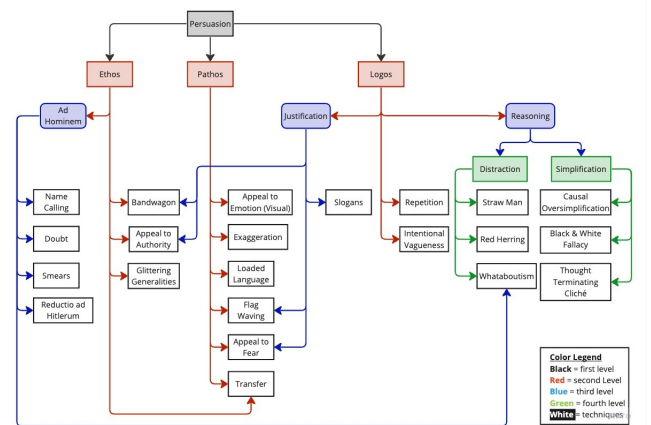 Persuasion
Ethos
Pathos
Logos
Ad
Hominem
Justification
Reasoning
Distraction
Simplification
Name
Calling
Bandwagon
Appeal to
Emotion (Visual)
Slogans
Repetition
Straw Man
Causal
Oversimplification
Doubt
Appeal to
Authority
Exaggeration
Intentional
Vagueness
Red Herring
Black & White
Fallacy
Smears
Glittering
Generalities
Loaded
Language
Whataboutism
Thought
Terminating
Cliché
Reductio ad
Hitlerum
Flag
Waving
Appeal to
Fear
Transfer
Color Legend
Black = first level
Red = second Level
Blue = third level
Green = fourth level
White = techniques